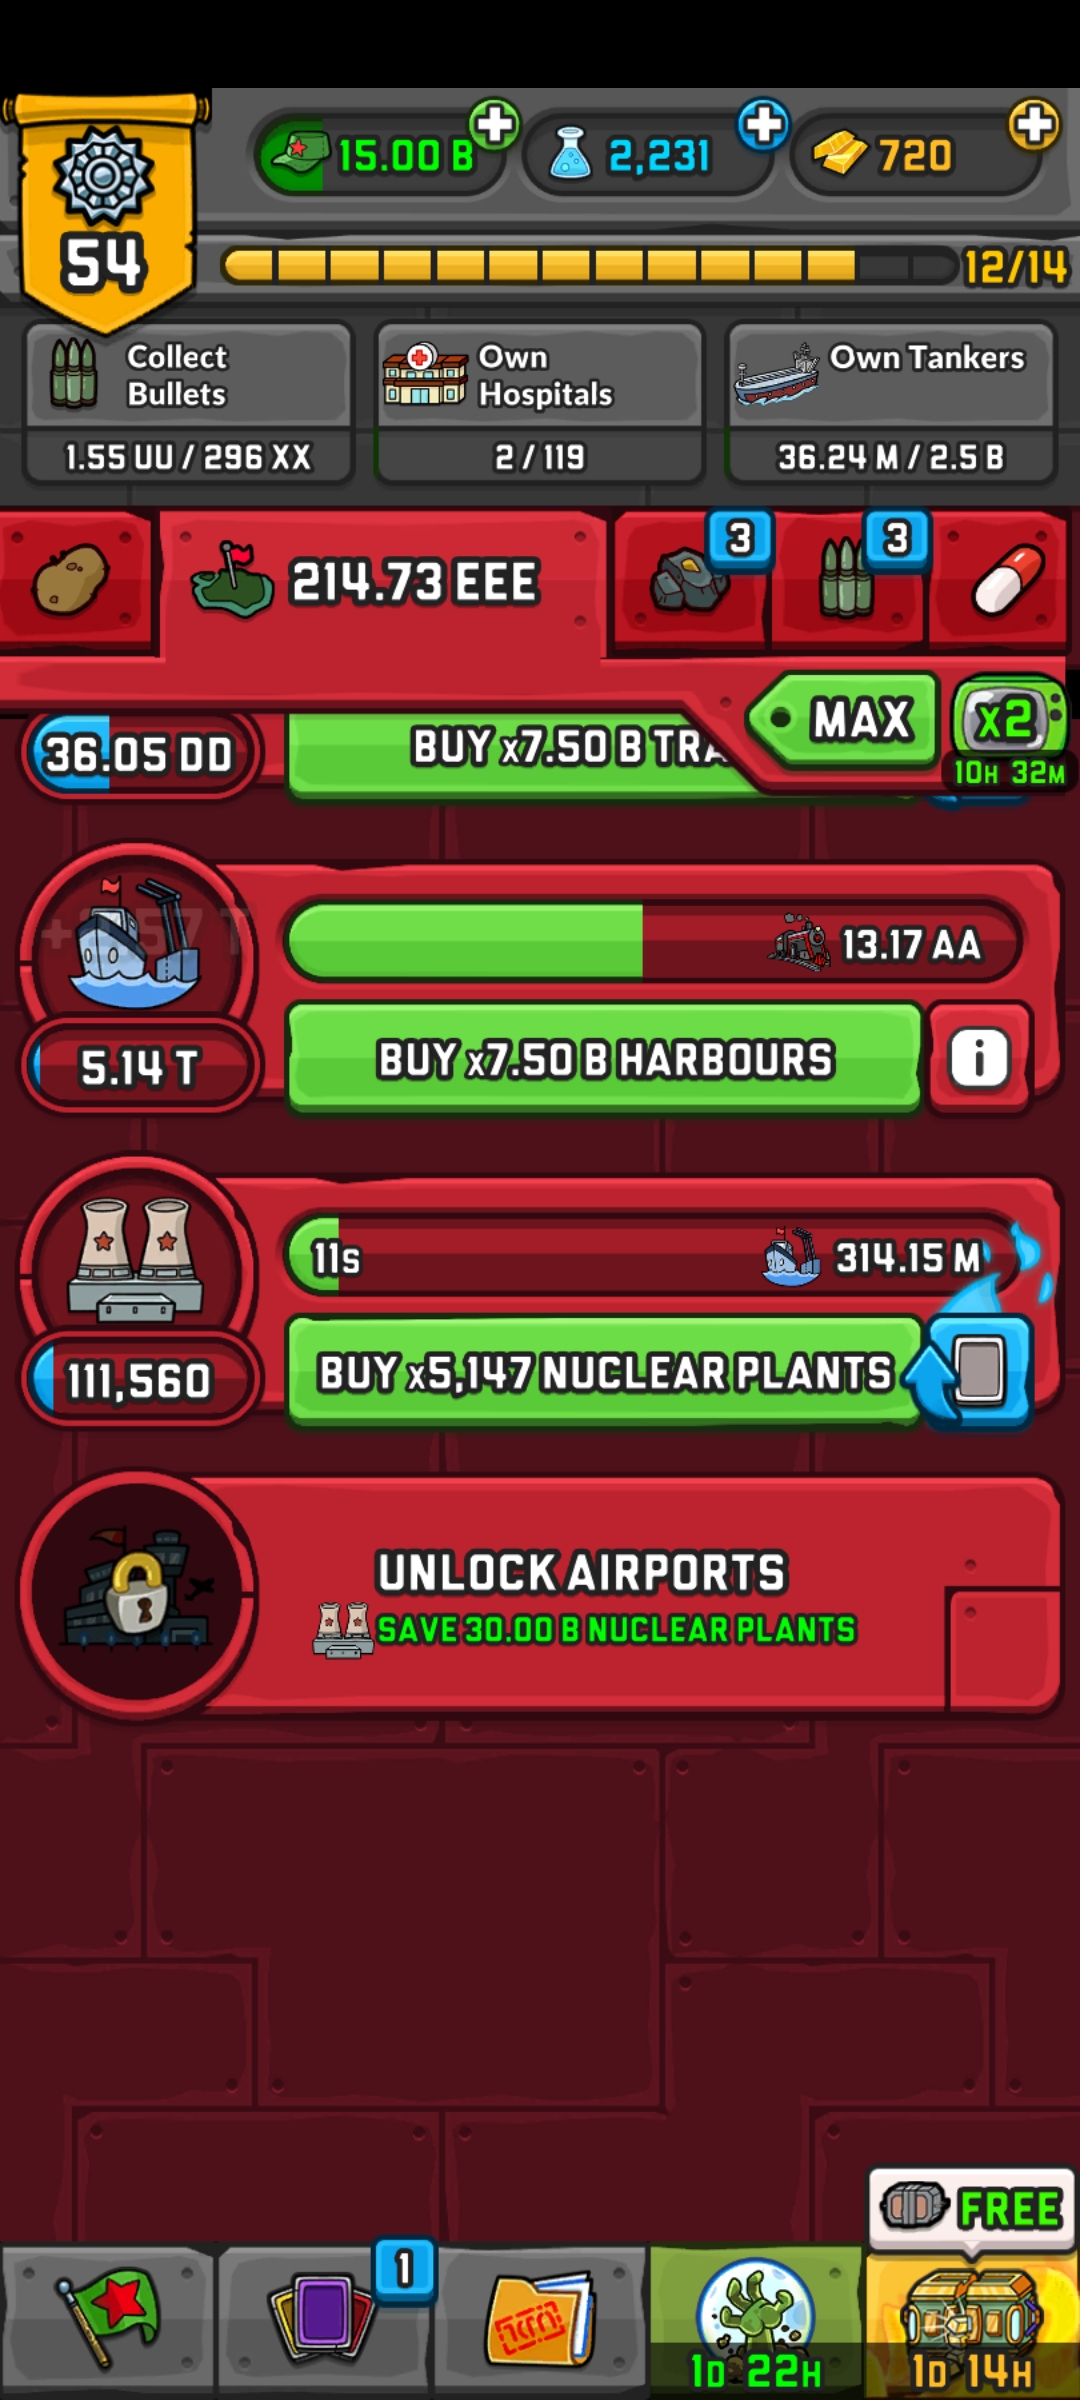 15.00 B
2,231
720
54
12/14
Collect
Bullets
1.55 UU / 296 XX
Own
Hospitals
2 / 119
Own Tankers
36.24 M / 2.5 B
214.73 EEE
3
3
MAX
x2
10H 32M
36.05 DD
BUY x7.50 B TRA
13.17 AA
5.14 T
BUY x7.50 B HARBOURS
i
11s
314.15 M
111,560
BUY x5,147 NUCLEAR PLANTS
UNLOCK AIRPORTS
SAVE 30.00 B NUCLEAR PLANTS
FREE
1
1D 22H
1D 14H